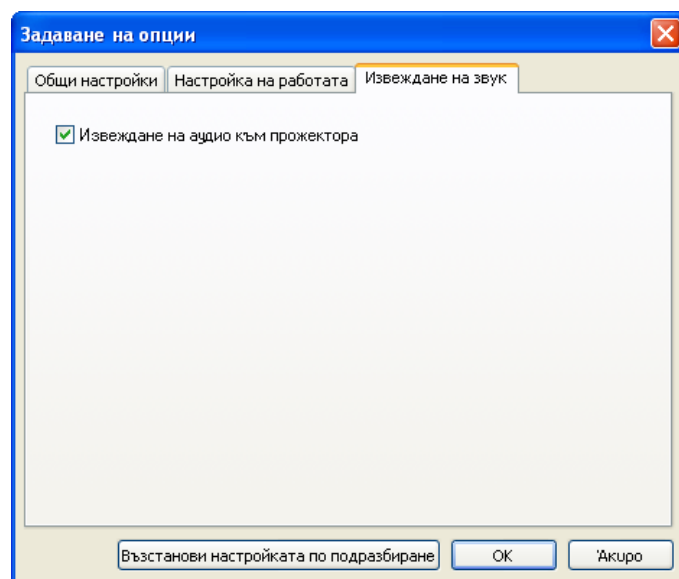 Задаване на опции
Общи настройки Настройка на работата Извеждане на звук
Извеждане на аудио към прожектора
Възстанови настройката по подразбиране OK 'Акиро